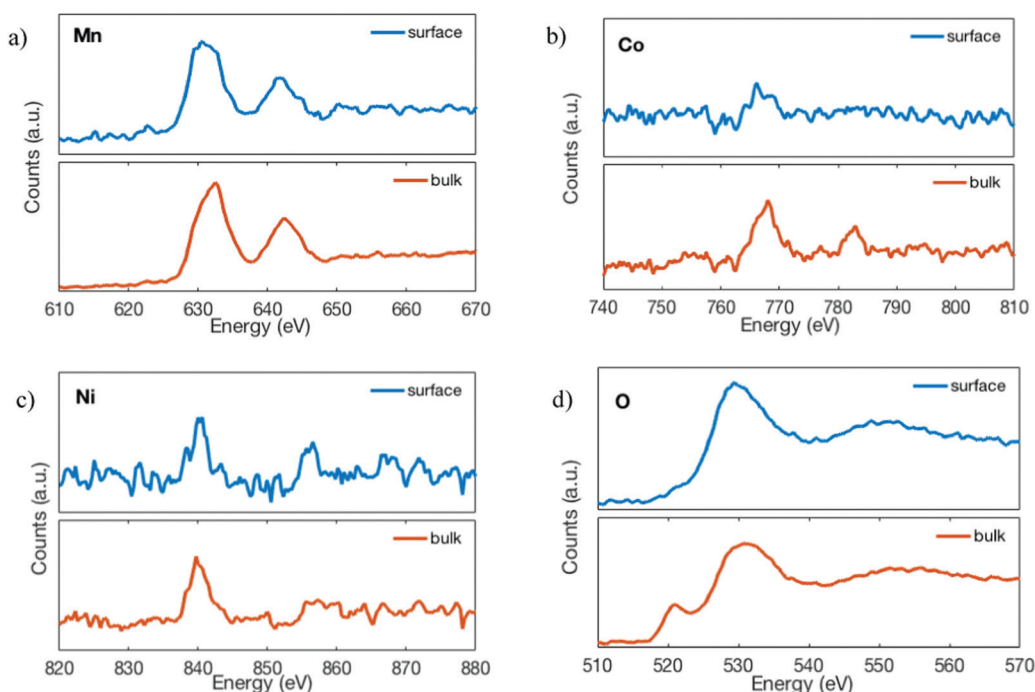 a)
Mn
surface
bulk
Counts (a.u.)
610 620 630 640 650 660 670
Energy (eV)
b)
Co
surface
bulk
Counts (a.u.)
740 750 760 770 780 790 800 810
Energy (eV)
c)
Ni
surface
bulk
Counts (a.u.)
820 830 840 850 860 870 880
Energy (eV)
d)
O
surface
bulk
Counts (a.u.)
510 520 530 540 550 560 570
Energy (eV)